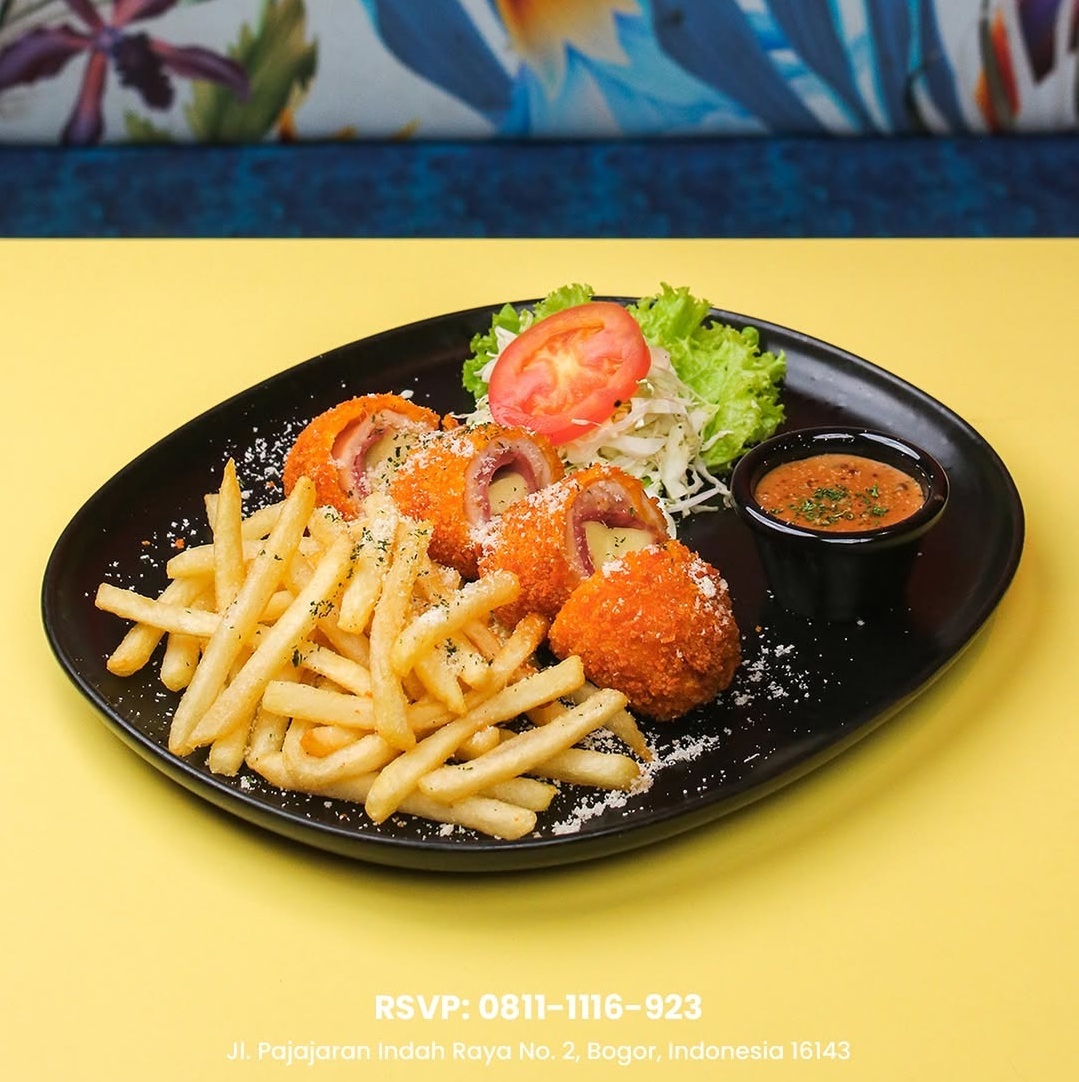 RSVP: 0811-1116-923
Jl. Pajajaran Indah Raya No. 2, Bogor, Indonesia 16143